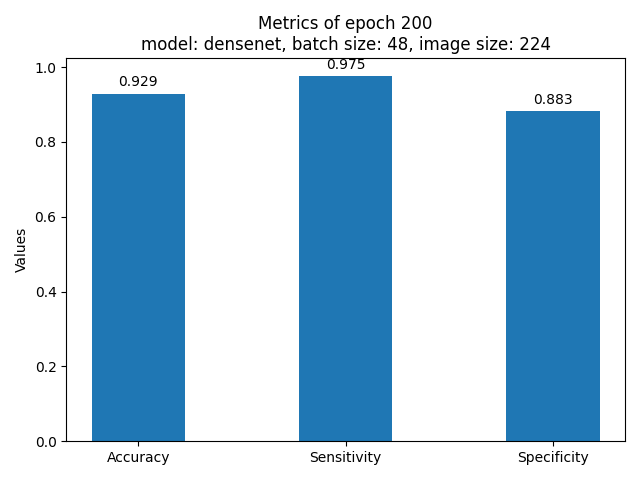 Metrics of epoch 200
model: densenet, batch size: 48, image size: 224
1.0
0.8
0.6
0.4
0.2
0.0
Values
0.929
0.975
0.883
Accuracy
Sensitivity
Specificity